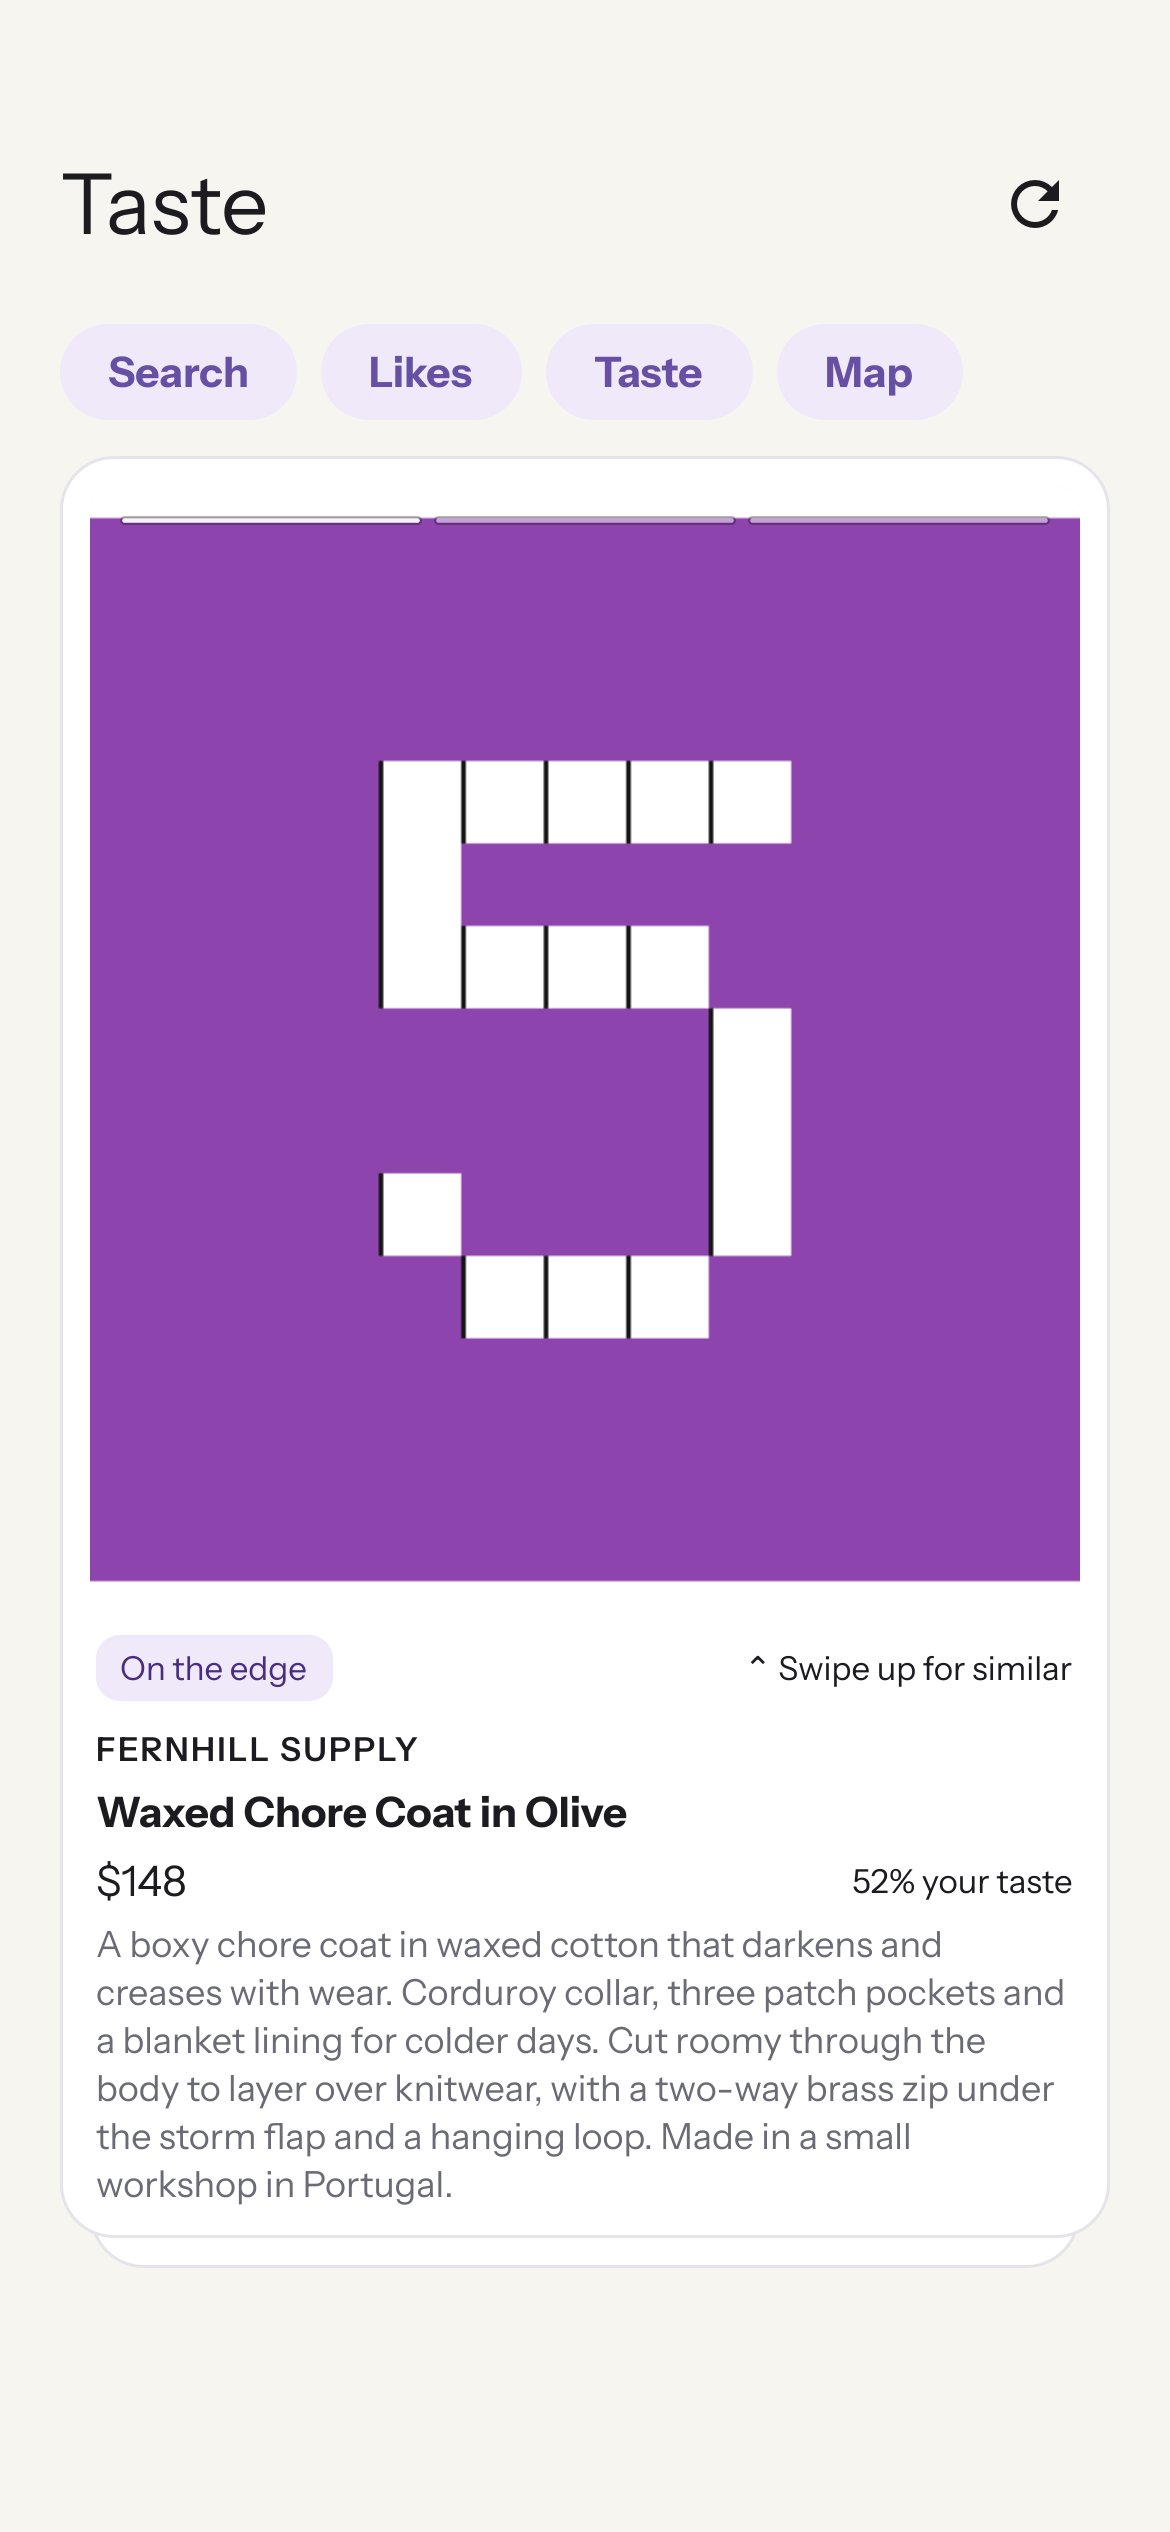 Taste
Search Likes Taste Map
5
On the edge
⌃ Swipe up for similar
FERNHILL SUPPLY
Waxed Chore Coat in Olive
$148
52% your taste
A boxy chore coat in waxed cotton that darkens and
creases with wear. Corduroy collar, three patch pockets and
a blanket lining for colder days. Cut roomy through the
body to layer over knitwear, with a two-way brass zip under
the storm flap and a hanging loop. Made in a small
workshop in Portugal.